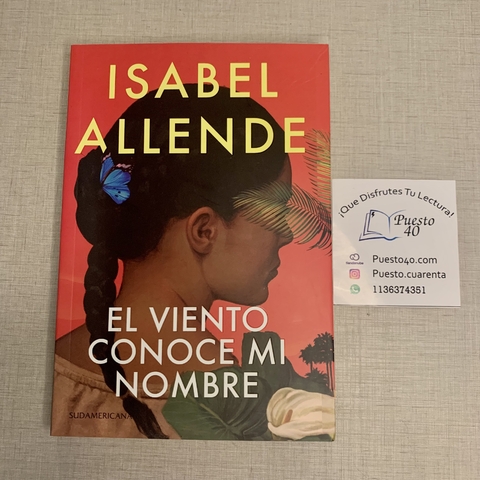 ISABEL
ALLENDE
EL VIENTO
CONOCE MI
NOMBRE
SUDAMERICANA
¡Que Disfrutes Tu Lectura!
Puesto
40
Puesto40.com
Puesto.cuarenta
1136374351